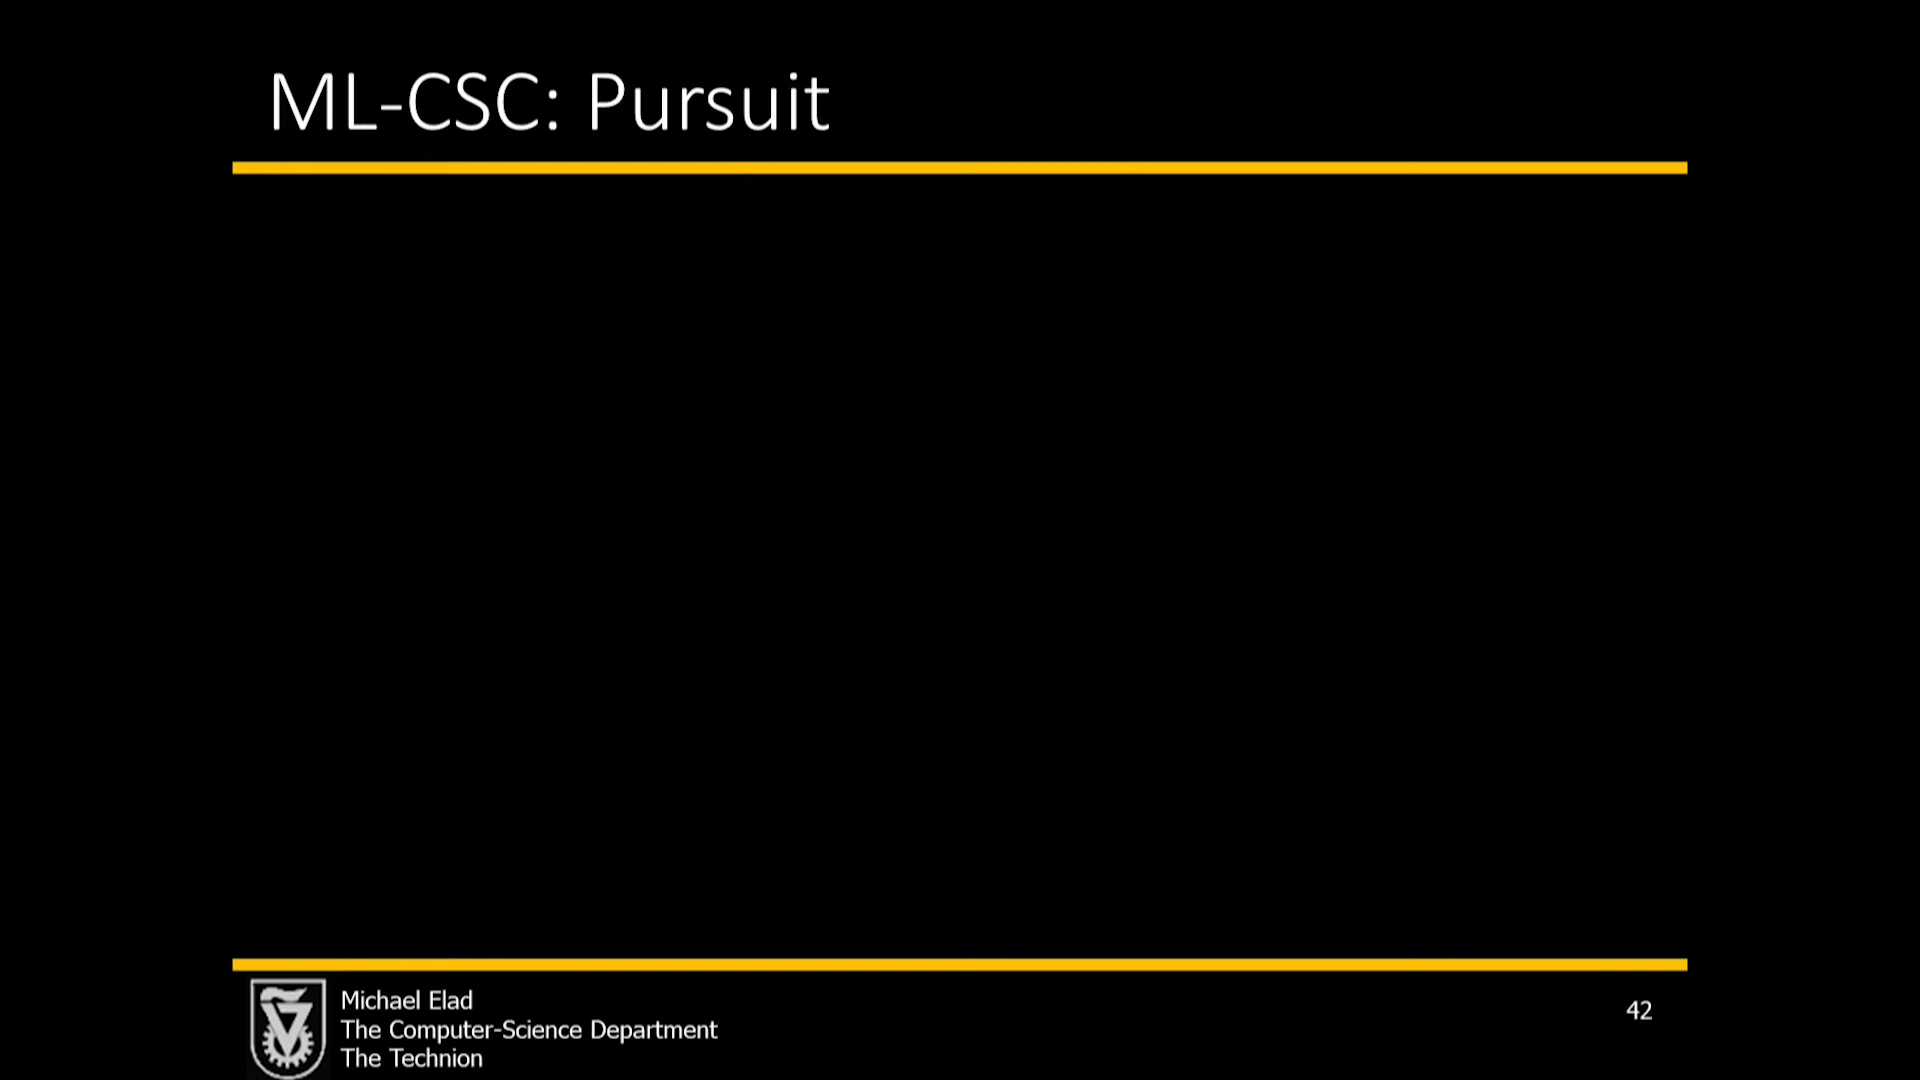 ML-CSC: Pursuit
Michael Elad
The Computer-Science Department
The Technion
42